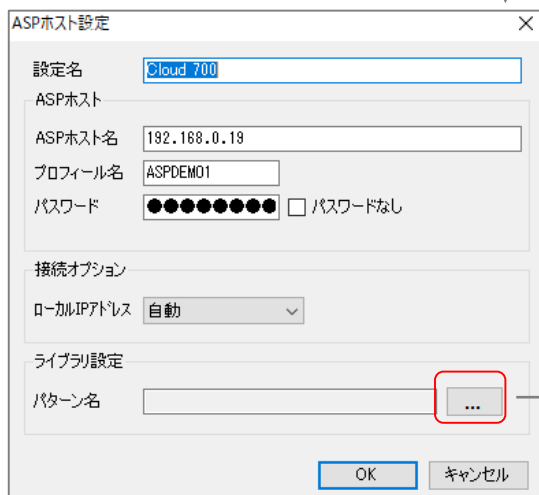 ASPホスト設定
設定名 Cloud 700
ASPホスト
ASPホスト名 192.168.0.19
プロフィール名 ASPDEMO1
パスワード ●●●●●●●● パスワードなし
接続オプション
ローカルIPアドレス 自動
ライブラリ設定
パターン名 ...
OK キャンセル